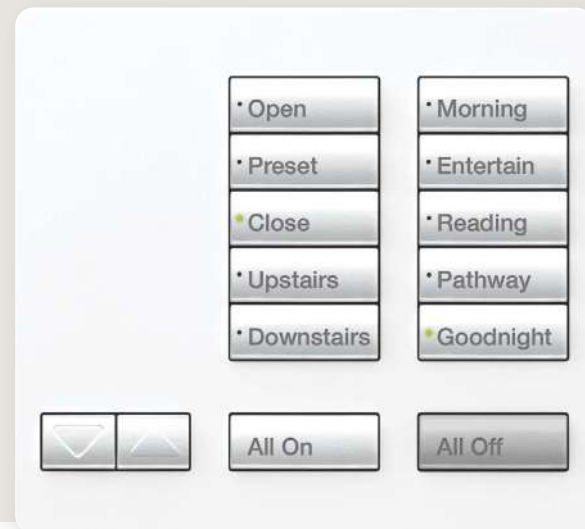 Open
Preset
Close
Upstairs
Downstairs
Morning
Entertain
Reading
Pathway
Goodnight
All On
All Off